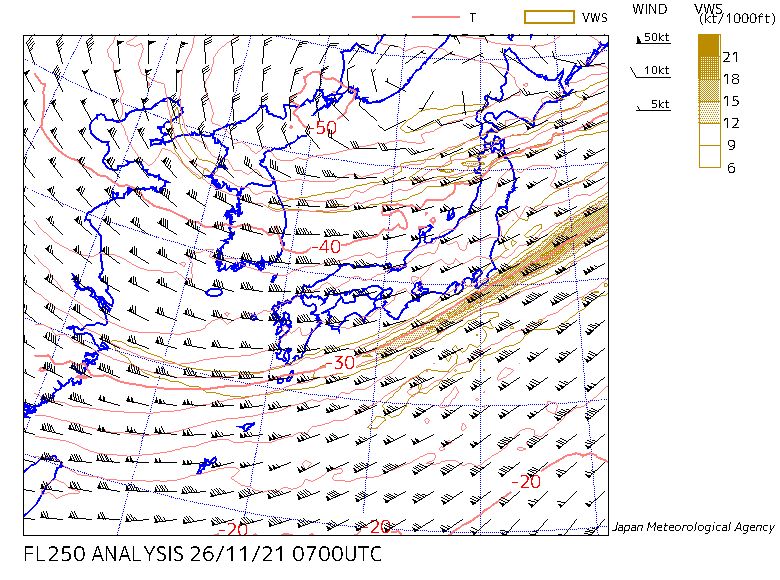 T VWS
WIND
VWS
(kt/1000ft)
50kt
10kt
5kt
21
18
15
12
9
6
-50
-40
-30
-20
-20
20
Japan Meteorological Agency
FL250 ANALYSIS 26/11/21 0700UTC